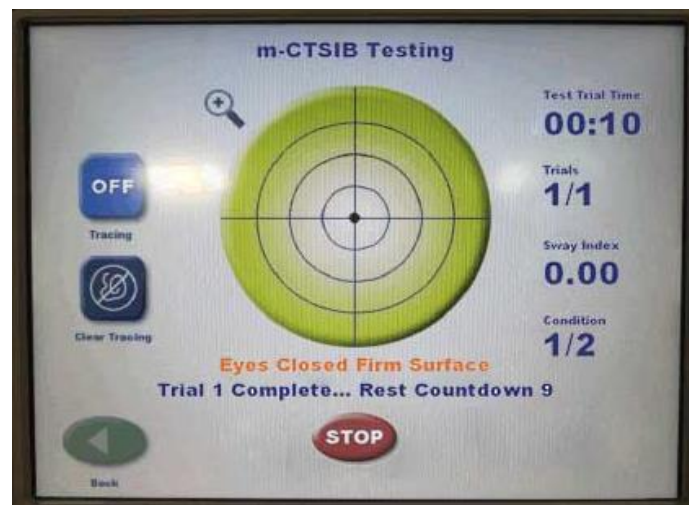 m-CTSIB Testing
Test Trial Time
00:10
OFF
Tracing
Trials
1/1
Sway Index
0.00
Clear Tracing
Condition
1/2
Eyes Closed Firm Surface
Trial 1 Complete... Rest Countdown 9
STOP
Back